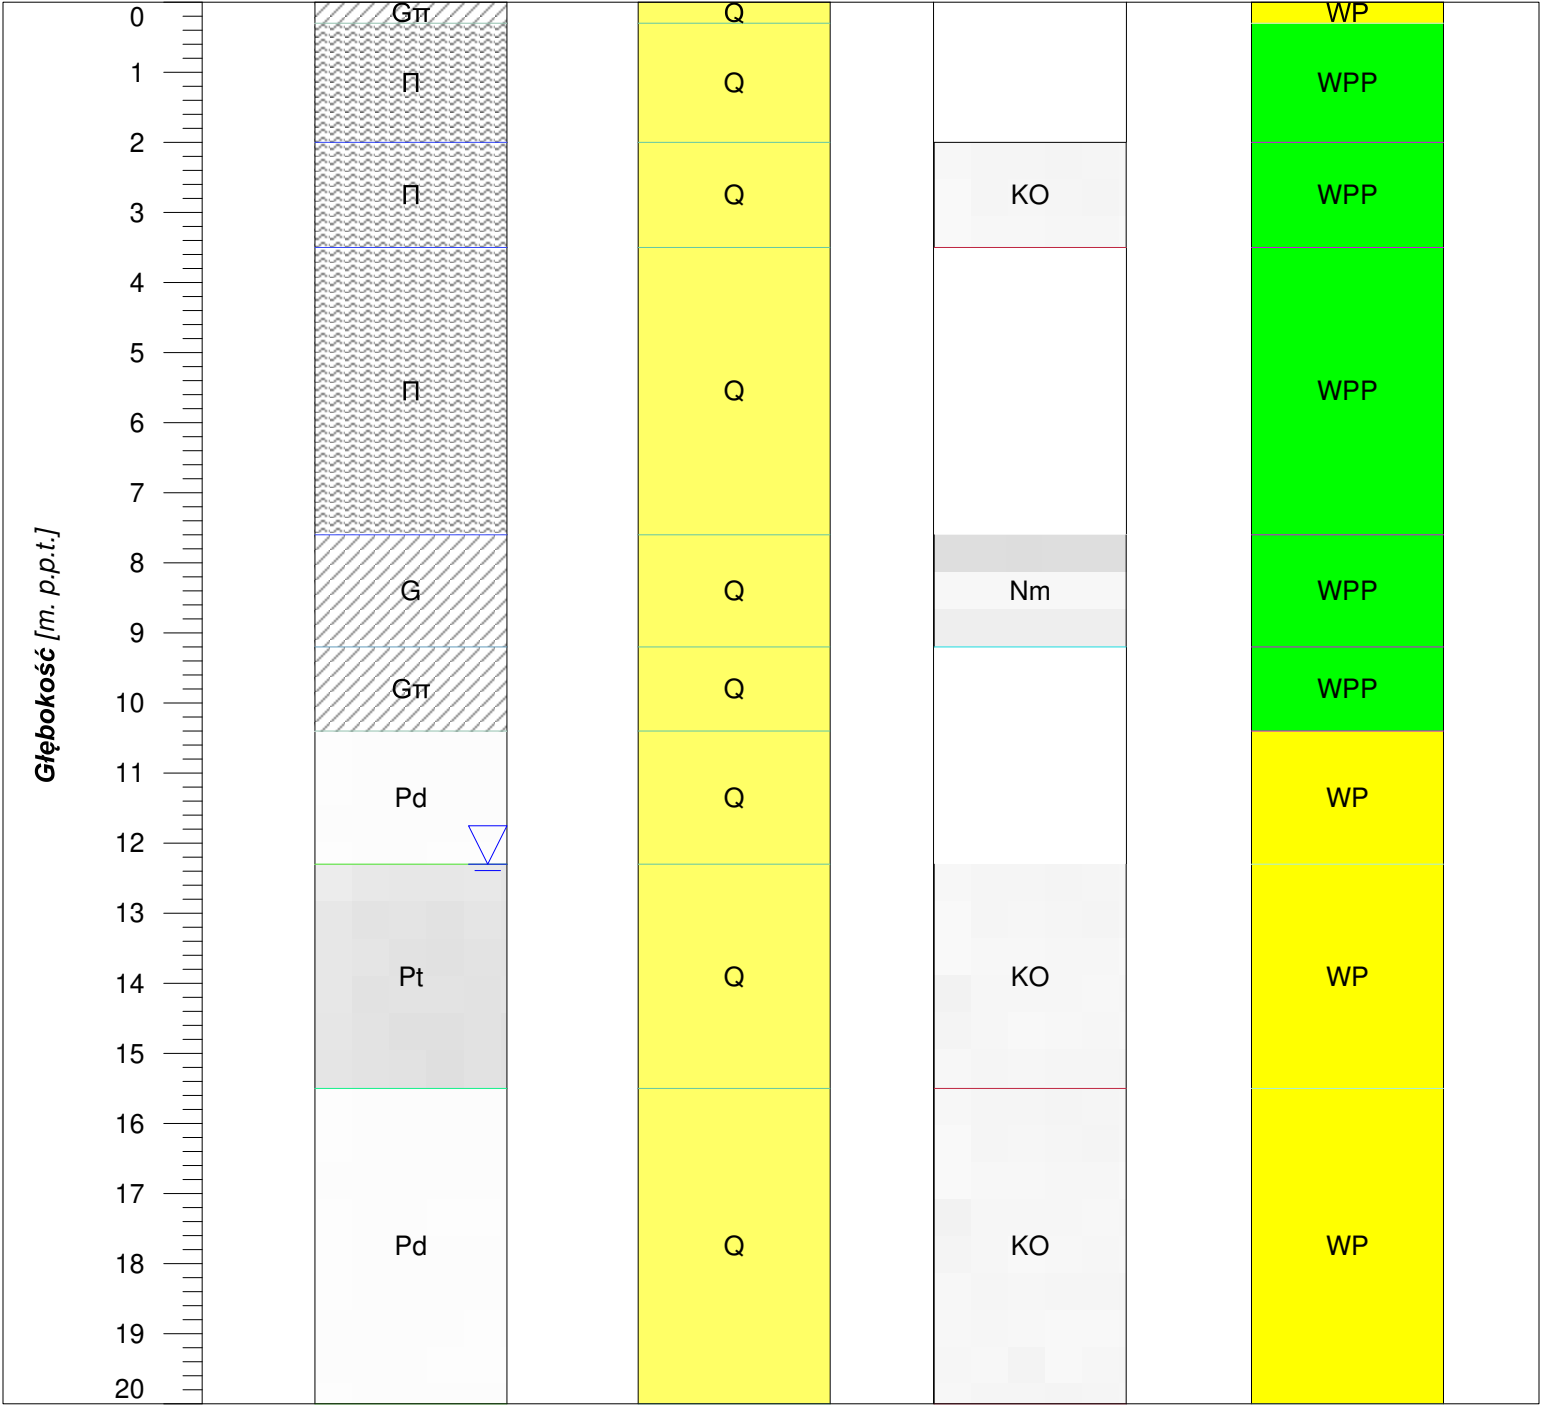 0 Gπ Q WP
1 Π Q WPP
2
3 Π Q KO WPP
4
5
Π Q WPP
6
7
8
G Q Nm WPP
9
Głębokość [m. p.p.t.]
10 Gπ Q WPP
11
Pd Q WP
12
13
14 Pt Q KO WP
15
16
17
18 Pd Q KO WP
19
20